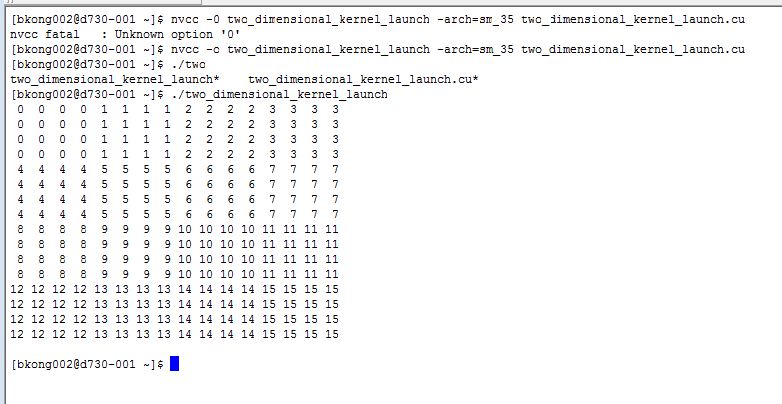 [bkong002@d730-001 ~]$ nvcc -0 two_dimensional_kernel_launch -arch=sm_35 two_dimensional_kernel_launch.cu
nvcc fatal   : Unknown option '0'
[bkong002@d730-001 ~]$ nvcc -o two_dimensional_kernel_launch -arch=sm_35 two_dimensional_kernel_launch.cu
[bkong002@d730-001 ~]$ ./two
two_dimensional_kernel_launch*    two_dimensional_kernel_launch.cu*
[bkong002@d730-001 ~]$ ./two_dimensional_kernel_launch
 0  0  0  0  1  1  1  1  2  2  2  2  3  3  3  3
 0  0  0  0  1  1  1  1  2  2  2  2  3  3  3  3
 0  0  0  0  1  1  1  1  2  2  2  2  3  3  3  3
 0  0  0  0  1  1  1  1  2  2  2  2  3  3  3  3
 4  4  4  4  5  5  5  5  6  6  6  6  7  7  7  7
 4  4  4  4  5  5  5  5  6  6  6  6  7  7  7  7
 4  4  4  4  5  5  5  5  6  6  6  6  7  7  7  7
 4  4  4  4  5  5  5  5  6  6  6  6  7  7  7  7
 8  8  8  8  9  9  9  9 10 10 10 10 11 11 11 11
 8  8  8  8  9  9  9  9 10 10 10 10 11 11 11 11
 8  8  8  8  9  9  9  9 10 10 10 10 11 11 11 11
 8  8  8  8  9  9  9  9 10 10 10 10 11 11 11 11
12 12 12 12 13 13 13 13 14 14 14 14 15 15 15 15
12 12 12 12 13 13 13 13 14 14 14 14 15 15 15 15
12 12 12 12 13 13 13 13 14 14 14 14 15 15 15 15
12 12 12 12 13 13 13 13 14 14 14 14 15 15 15 15
[bkong002@d730-001 ~]$